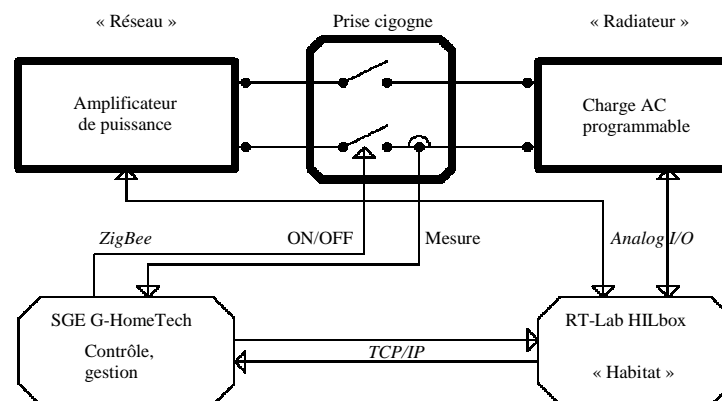 « Réseau »
Prise cigogne
« Radiateur »
Amplificateur
de puissance
Charge AC
programmable
ZigBee
ON/OFF
Mesure
Analog I/O
SGE G-HomeTech
Contrôle,
gestion
TCP/IP
RT-Lab HILbox
« Habitat »